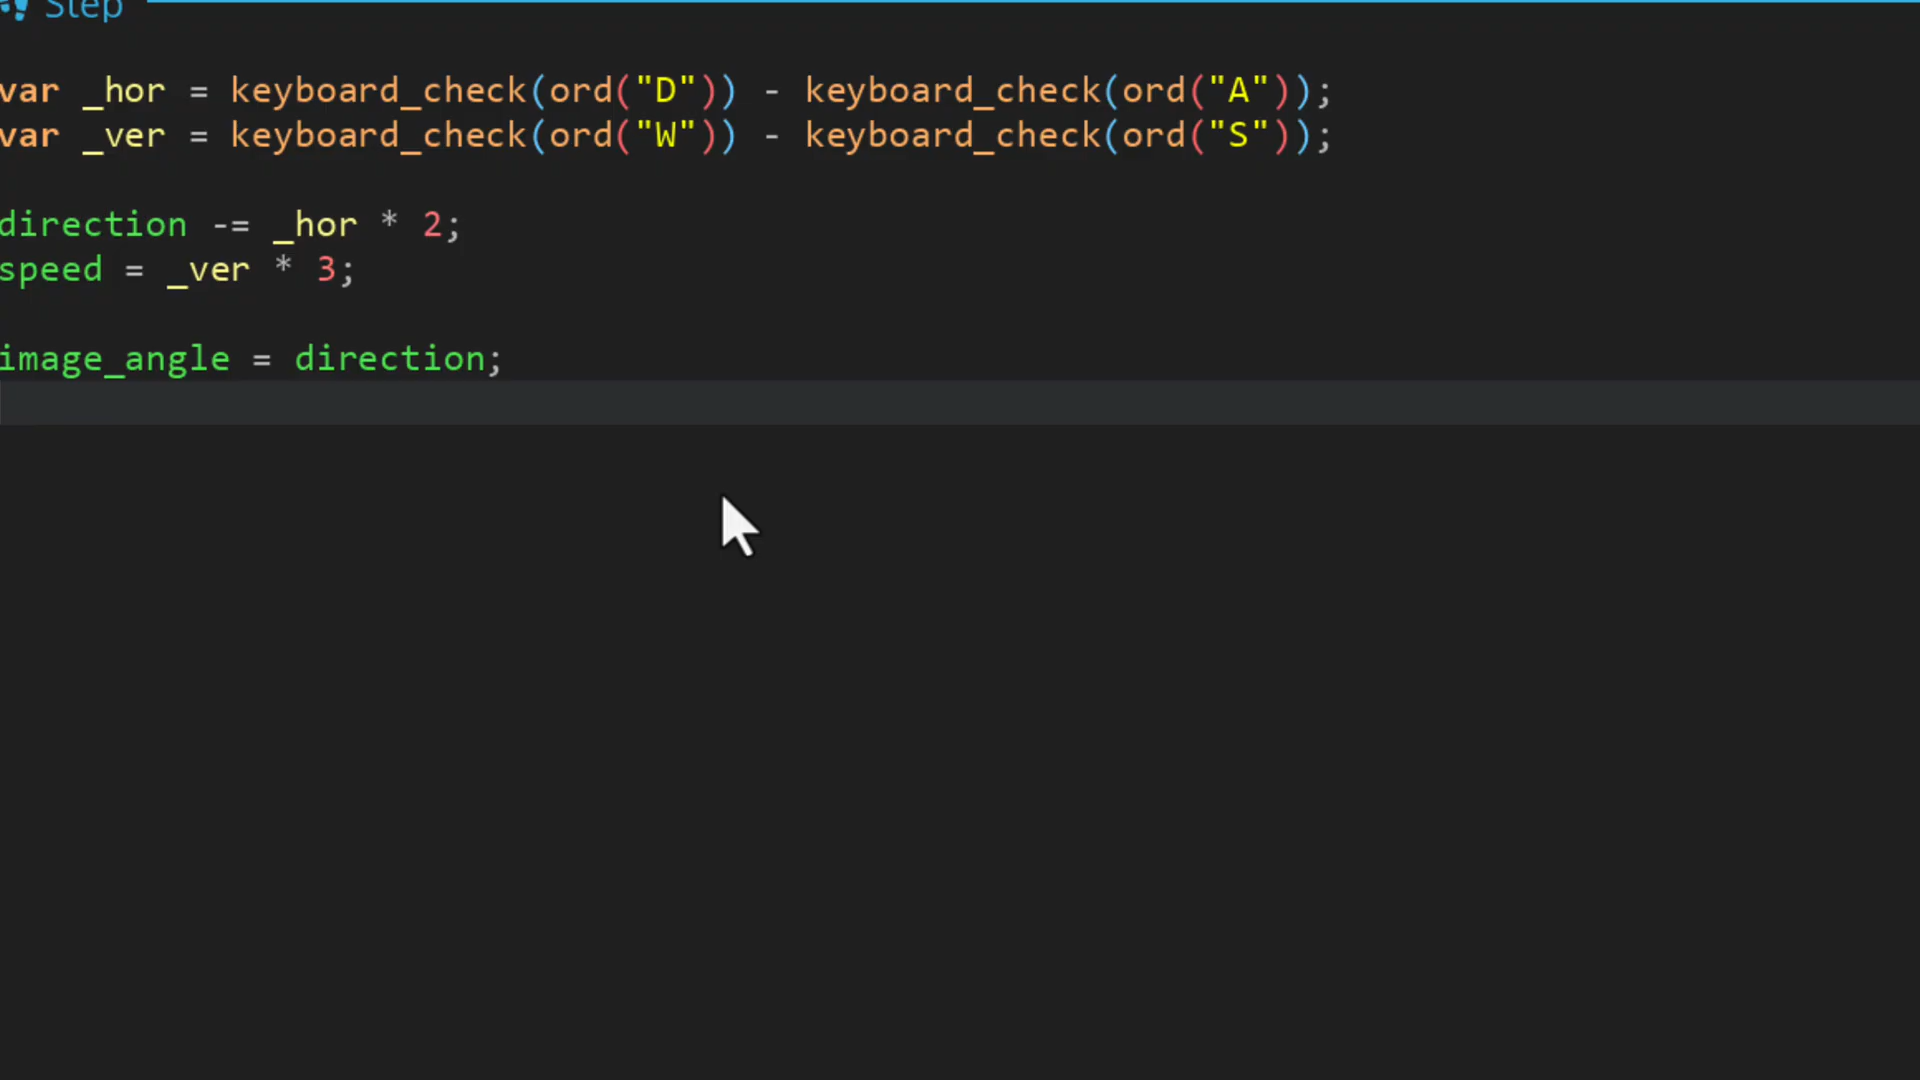 Step
var _hor = keyboard_check(ord("D")) - keyboard_check(ord("A"));
var _ver = keyboard_check(ord("W")) - keyboard_check(ord("S"));
direction -= _hor * 2;
speed = _ver * 3;
image_angle = direction;